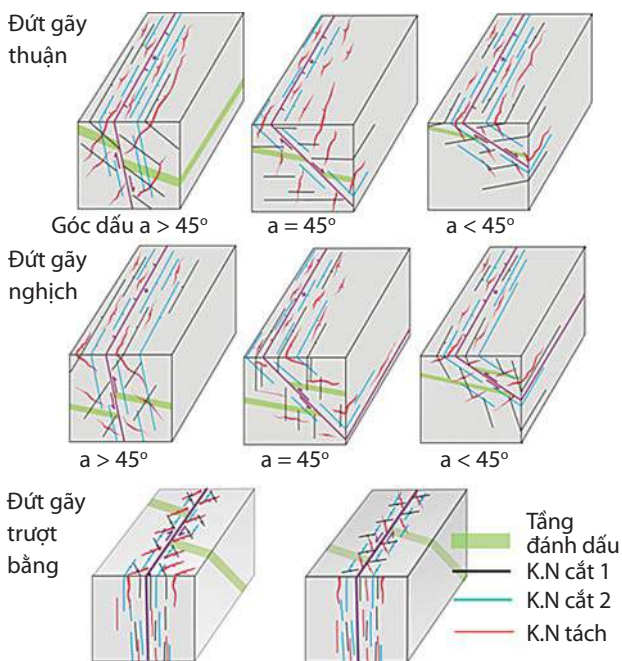 Đứt gãy
thuận
Góc dấu a > 45°
a = 45°
a < 45°
Đứt gãy
nghịch
a > 45°
a = 45°
a < 45°
Đứt gãy
trượt
bằng
Tầng
đánh dấu
K.N cắt 1
K.N cắt 2
K.N tách